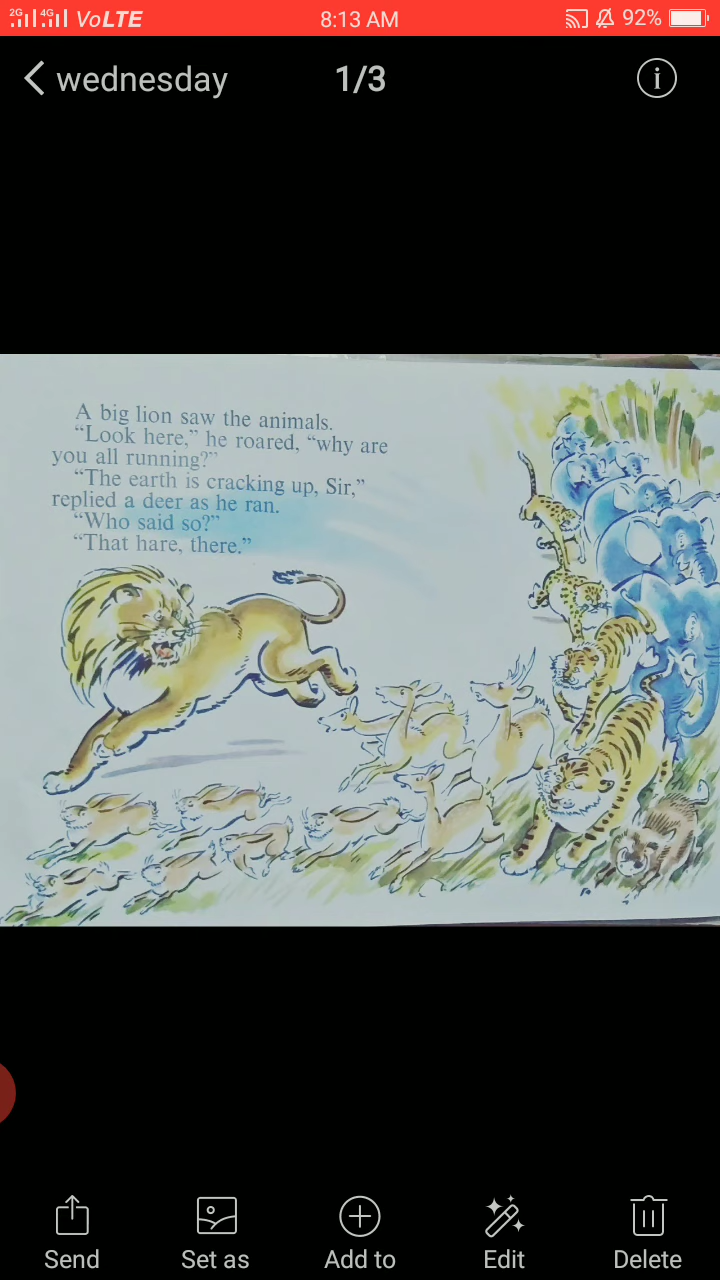 2G 4G VoLTE 8:13 AM 92%
wednesday 1/3
A big lion saw the animals.
“Look here,” he roared, “why are
you all running?”
“The earth is cracking up, Sir,”
replied a deer as he ran.
“Who said so?”
“That hare, there.”
Send Set as Add to Edit Delete